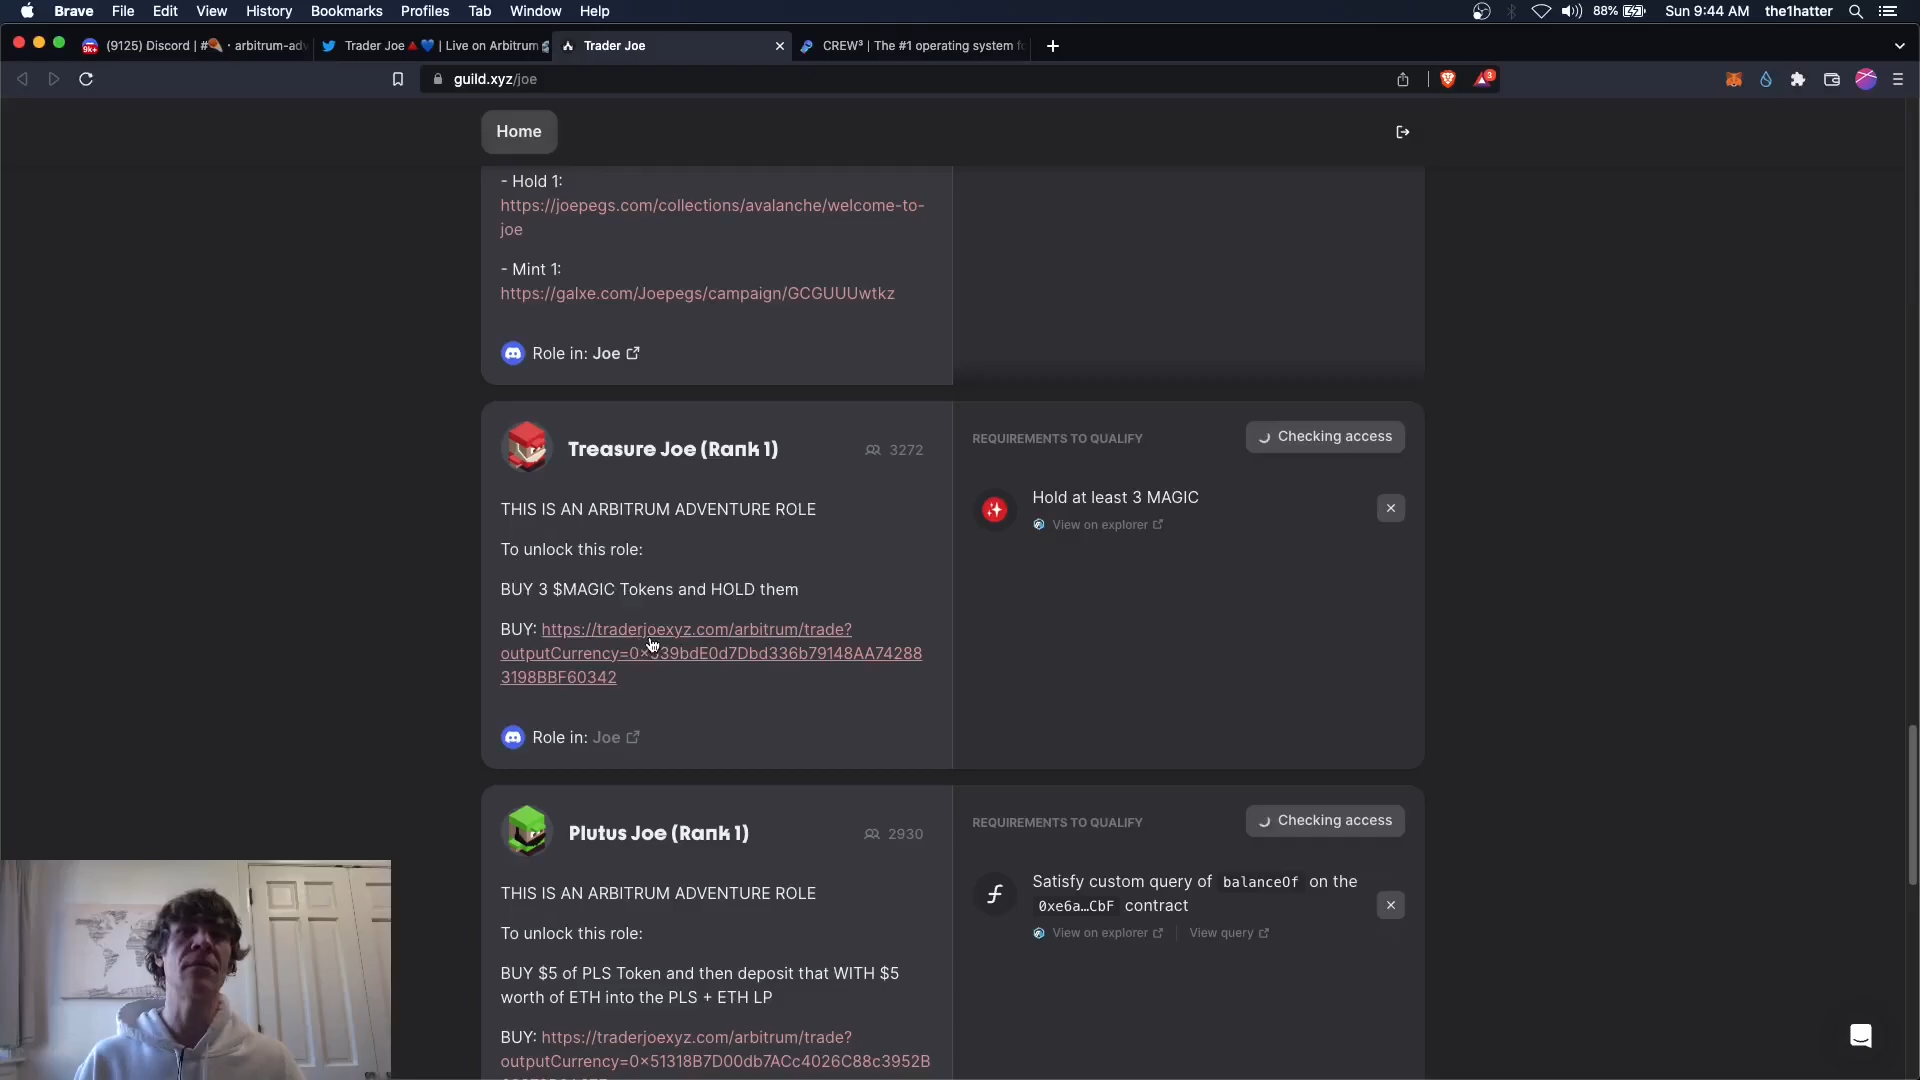 Brave File Edit View History Bookmarks Profiles Tab Window Help 88% Sun 9:44 AM the1hatter
9k+ (9125) Discord | # · arbitrum-adv Trader Joe | Live on Arbitrum Trader Joe CREW³ | The #1 operating system fo
guild.xyz/joe 3
Home
- Hold 1:
https://joepegs.com/collections/avalanche/welcome-to-
joe
- Mint 1:
https://galxe.com/Joepegs/campaign/GCGUUUwtkz
Role in: Joe
Treasure Joe (Rank 1) 3272
REQUIREMENTS TO QUALIFY Checking access
THIS IS AN ARBITRUM ADVENTURE ROLE
To unlock this role:
BUY 3 $MAGIC Tokens and HOLD them
BUY: https://traderjoexyz.com/arbitrum/trade?
3198BBF60342
Role in: Joe
Hold at least 3 MAGIC
View on explorer
Plutus Joe (Rank 1) 2930
REQUIREMENTS TO QUALIFY Checking access
THIS IS AN ARBITRUM ADVENTURE ROLE
To unlock this role:
BUY $5 of PLS Token and then deposit that WITH $5
worth of ETH into the PLS + ETH LP
BUY: https://traderjoexyz.com/arbitrum/trade?
outputCurrency=0×51318B7D00db7ACc4026C88c3952B
Satisfy custom query of balanceOf on the
0xe6a…CbF contract
View on explorer View query